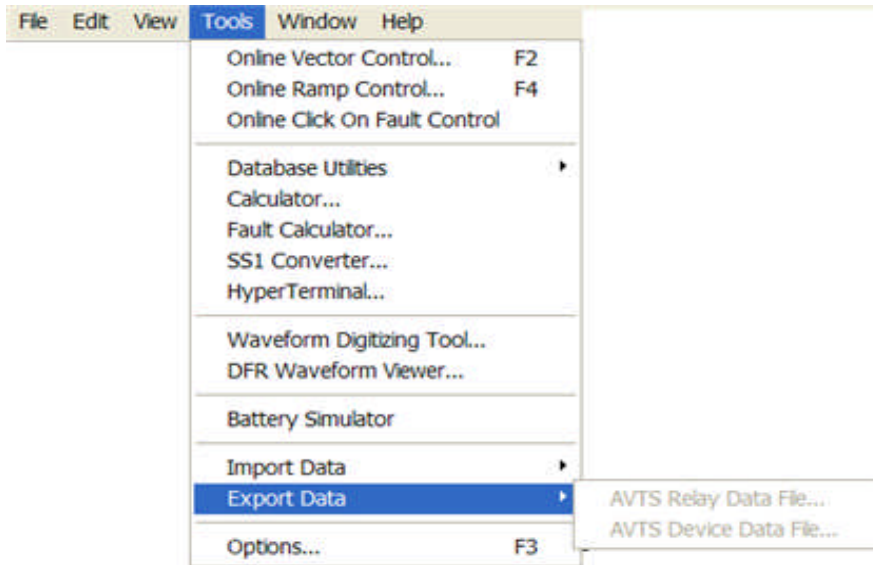 File Edit View Tools Window Help
Online Vector Control... F2
Online Ramp Control... F4
Online Click On Fault Control
Database Utilities
Calculator...
Fault Calculator...
SS1 Converter...
HyperTerminal...
Waveform Digitizing Tool...
DFR Waveform Viewer...
Battery Simulator
Import Data
Export Data
AVTS Relay Data File...
AVTS Device Data File...
Options... F3